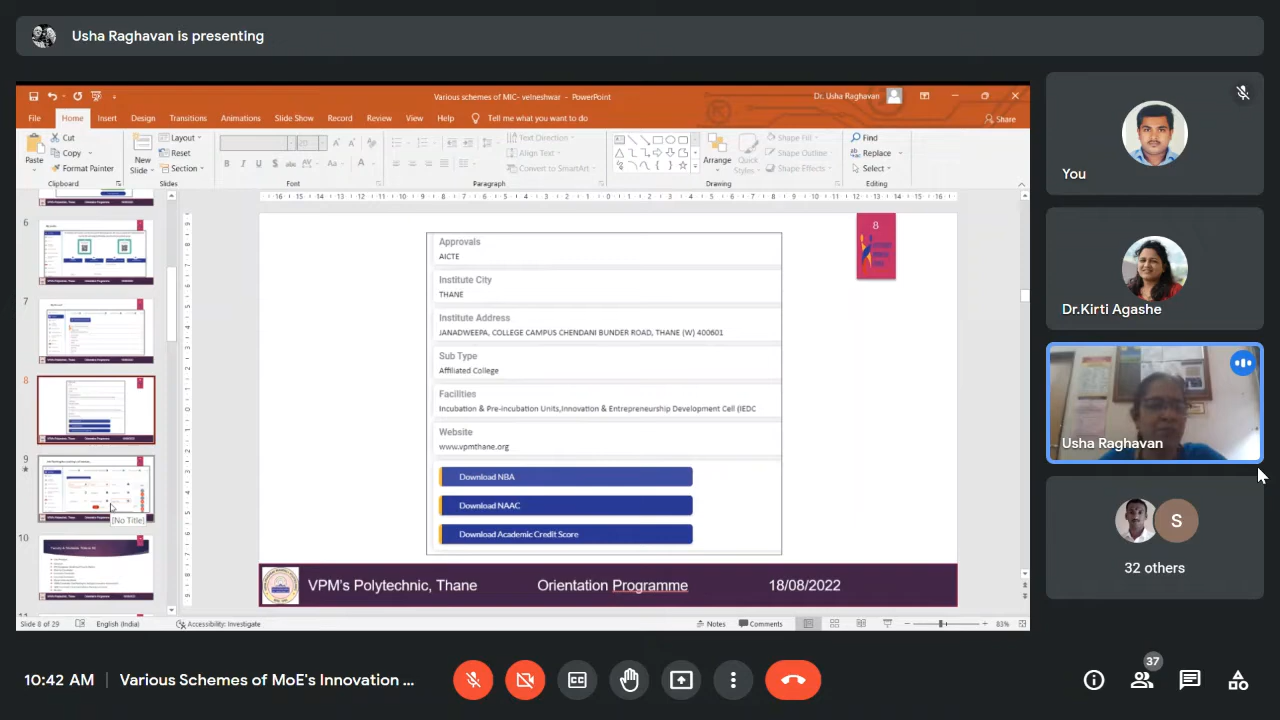 Usha Raghavan is presenting
Various schemes of MIC- velneshwar - PowerPoint
Dr. Usha Raghavan
File Home Insert Design Transitions Animations Slide Show Record Review View Help Tell me what you want to do
Share
Paste
Cut
Copy
Format Painter
Clipboard
New
Slide
Layout
Reset
Section
Slides
Font
Text Direction
Align Text
Convert to SmartArt
Paragraph
Arrange
Quick
Styles
Shape Fill
Shape Outline
Shape Effects
Drawing
Find
Replace
Select
Editing
6
7
8
9
[No Title]
10
8
Approvals
AICTE
Institute City
THANE
Institute Address
JANADWEEPA, COLLEGE CAMPUS CHENDANI BUNDER ROAD, THANE (W) 400601
Sub Type
Affiliated College
Facilities
Incubation & Pre-incubation Units,Innovation & Entrepreneurship Development Cell (IEDC
Website
www.vpmthane.org
Download NBA
Download NAAC
Download Academic Credit Score
VPM's Polytechnic, Thane Orientation Programme 18/08/2022
Slide 8 of 29 English (India) Accessibility: Investigate Notes Comments 83%
You
Dr.Kirti Agashe
Usha Raghavan
S
32 others
10:42 AM | Various Schemes of MoE's Innovation ...
37